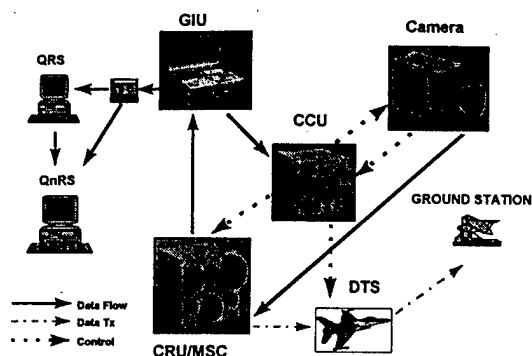 GIU
Camera
QRS
CCU
QnRS
GROUND STATION
DTS
Data Flow
Data Tx
Control
CRU/MSC